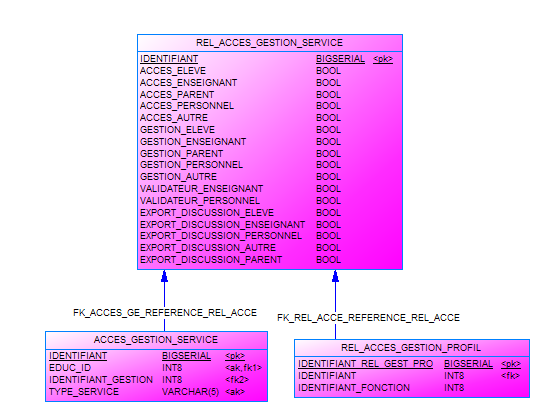 REL_ACCES_GESTION_SERVICE
IDENTIFIANT BIGSERIAL <pk>
ACCES_ELEVE BOOL
ACCES_ENSEIGNANT BOOL
ACCES_PARENT BOOL
ACCES_PERSONNEL BOOL
ACCES_AUTRE BOOL
GESTION_ELEVE BOOL
GESTION_ENSEIGNANT BOOL
GESTION_PARENT BOOL
GESTION_PERSONNEL BOOL
GESTION_AUTRE BOOL
VALIDATEUR_ENSEIGNANT BOOL
VALIDATEUR_PERSONNEL BOOL
EXPORT_DISCUSSION_ELEVE BOOL
EXPORT_DISCUSSION_ENSEIGNANT BOOL
EXPORT_DISCUSSION_PERSONNEL BOOL
EXPORT_DISCUSSION_AUTRE BOOL
EXPORT_DISCUSSION_PARENT BOOL
FK_ACCES_GE_REFERENCE_REL_ACCE
FK_REL_ACCE_REFERENCE_REL_ACCE
ACCES_GESTION_SERVICE
IDENTIFIANT BIGSERIAL <pk>
EDUC_ID INT8 <ak,fk1>
IDENTIFIANT_GESTION INT8 <fk2>
TYPE_SERVICE VARCHAR(5) <ak>
REL_ACCES_GESTION_PROFIL
IDENTIFIANT_REL_GEST_PRO BIGSERIAL <pk>
IDENTIFIANT INT8 <fk>
IDENTIFIANT_FONCTION INT8